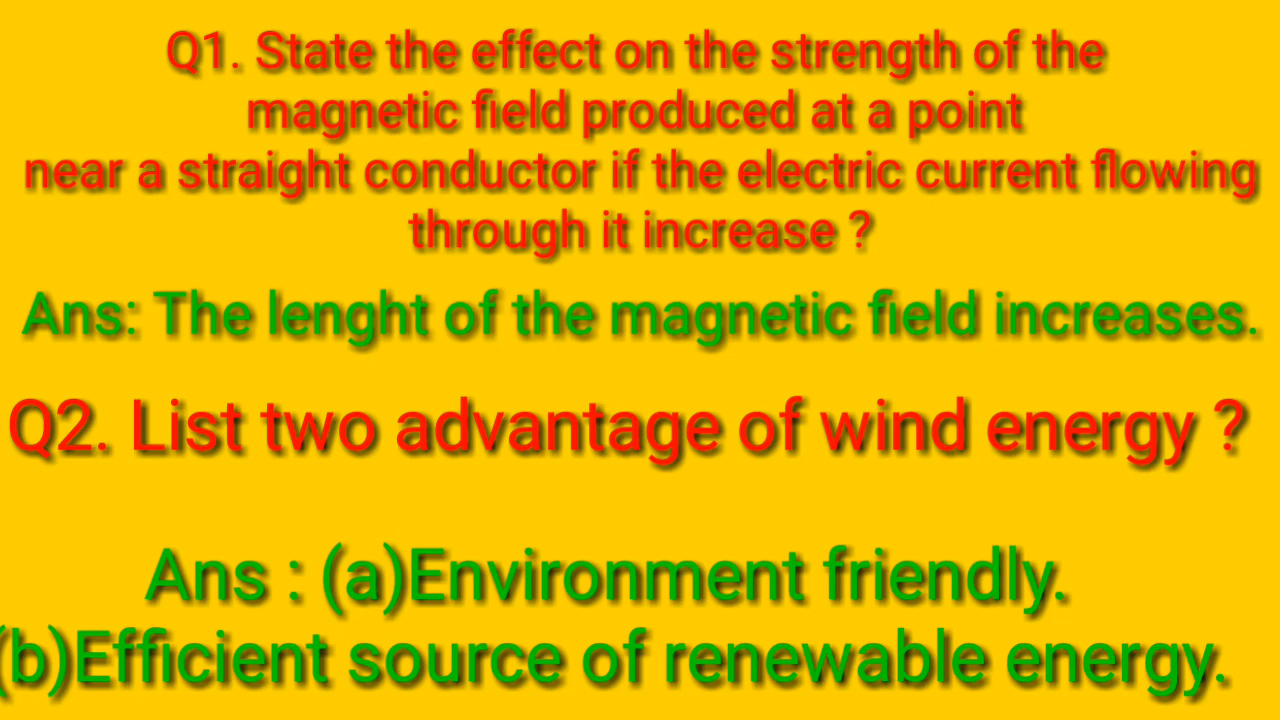 Q1. State the effect on the strength of the
magnetic field produced at a point
near a straight conductor if the electric current flowing
through it increase ?
Ans: The lenght of the magnetic field increases.
Q2. List two advantage of wind energy ?
Ans : (a)Environment friendly.
(b)Efficient source of renewable energy.